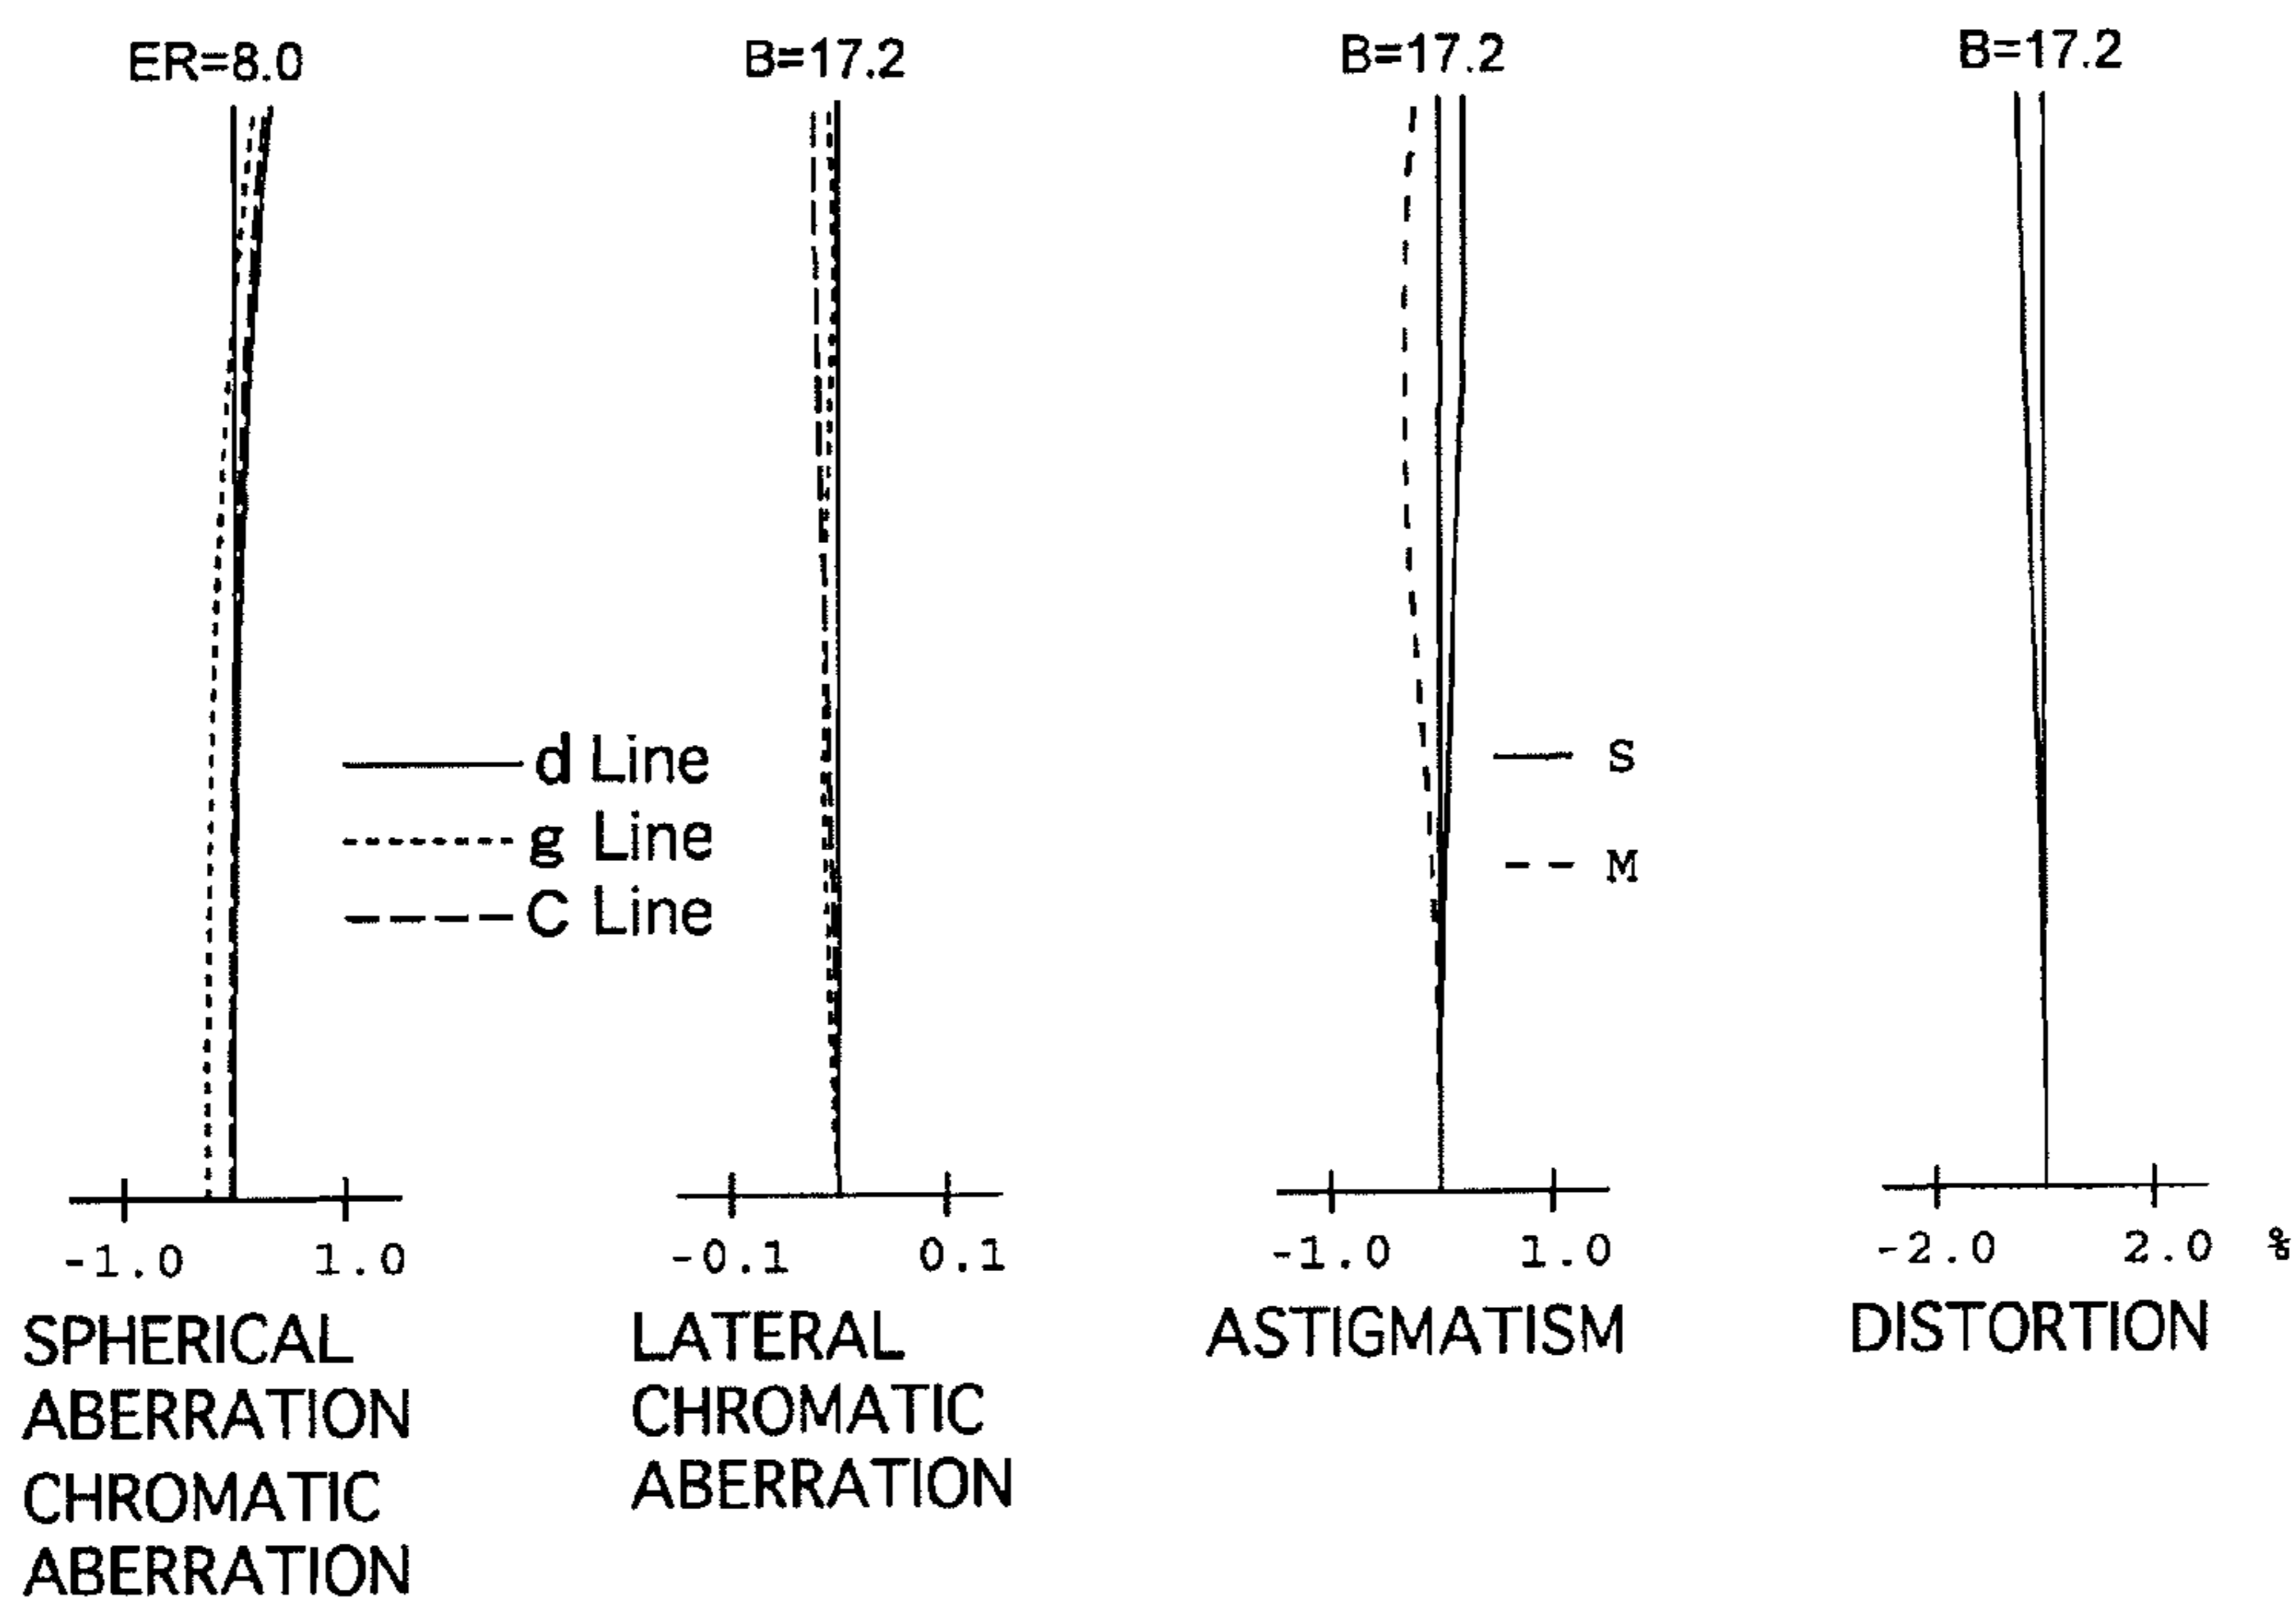 ER=8.0
B=17.2
B=17.2
B=17.2
d Line
g Line
C Line
S
M
-1.0 1.0
-0.1 0.1
-1.0 1.0
-2.0 2.0 %
SPHERICAL
ABERRATION
CHROMATIC
ABERRATION
LATERAL
CHROMATIC
ABERRATION
ASTIGMATISM
DISTORTION